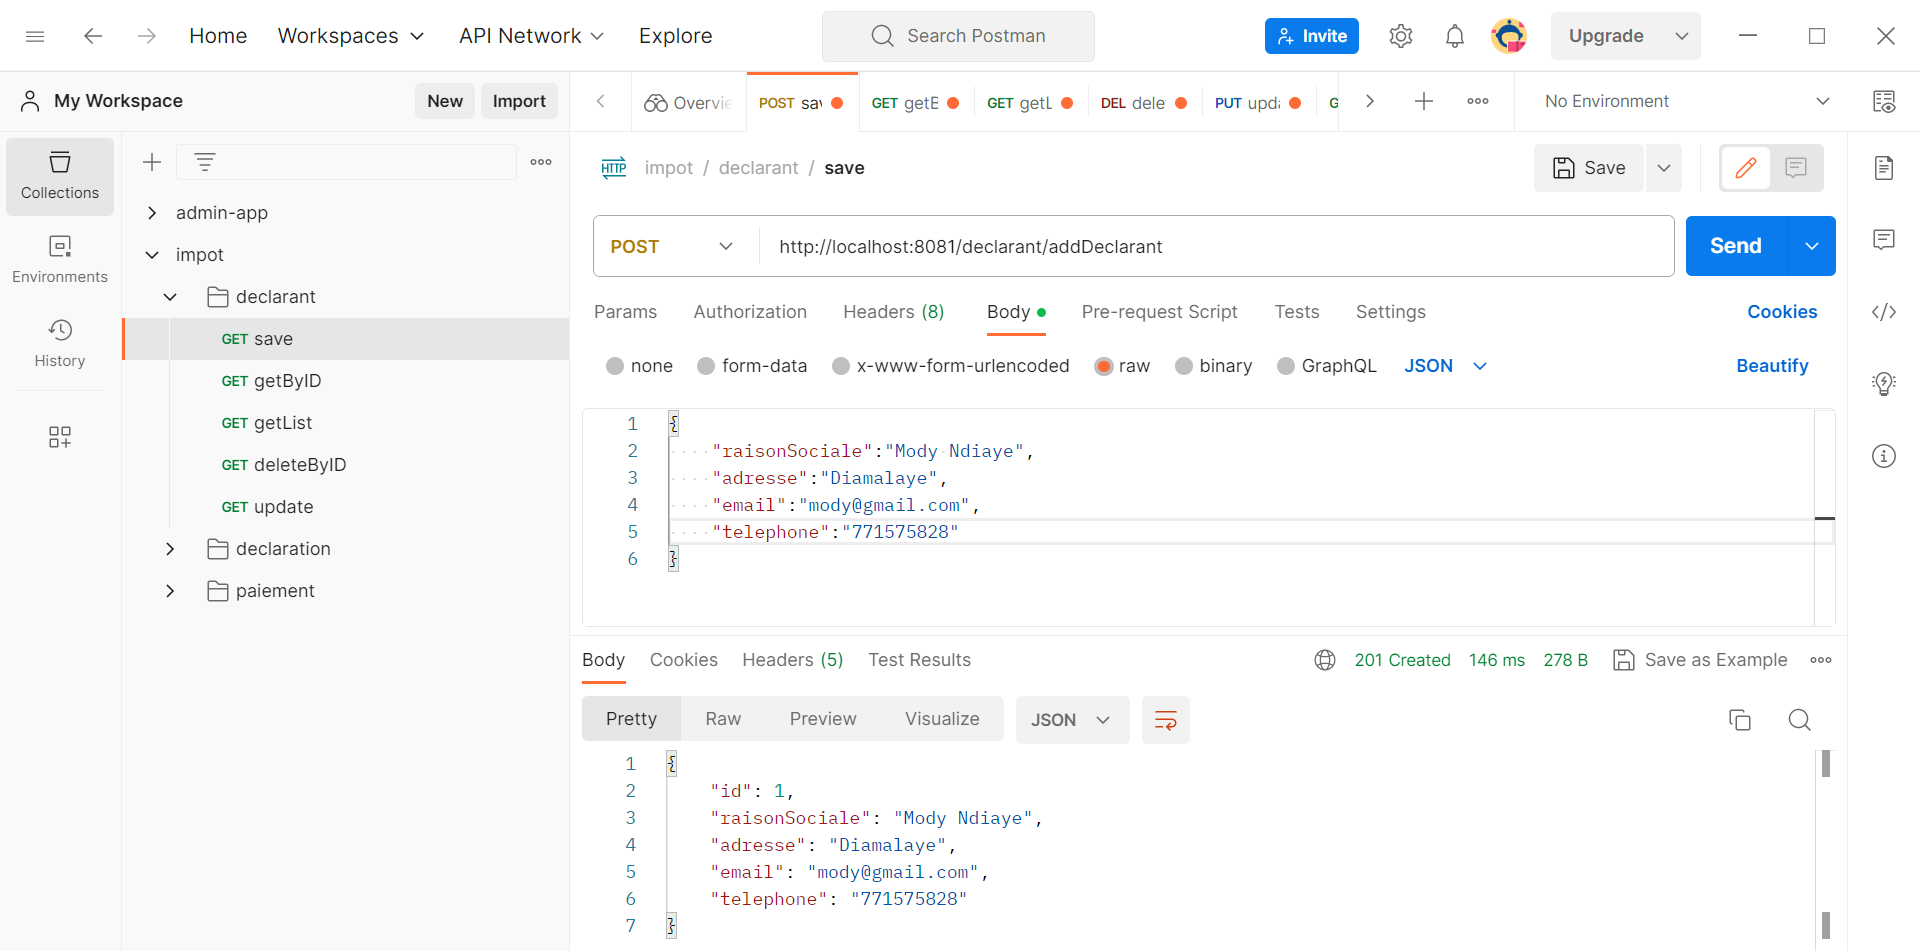 Home Workspaces API Network Explore Search Postman Invite Upgrade
My Workspace New Import
Overvie POST sav GET getB GET getL DEL dele PUT upda G No Environment
Collections
Environments
History
admin-app
impot
declarant
GET save
GET getByID
GET getList
GET deleteByID
GET update
declaration
paiement
HTTP impot / declarant / save Save
POST http://localhost:8081/declarant/addDeclarant Send
Params Authorization Headers (8) Body Pre-request Script Tests Settings Cookies
none form-data x-www-form-urlencoded raw binary GraphQL JSON Beautify
1 {
2 "raisonSociale":"Mody Ndiaye",
3 "adresse":"Diamalaye",
4 "email":"mody@gmail.com",
5 "telephone":"771575828"
6 }
Body Cookies Headers (5) Test Results 201 Created 146 ms 278 B Save as Example
Pretty Raw Preview Visualize JSON
1 {
2 "id": 1,
3 "raisonSociale": "Mody Ndiaye",
4 "adresse": "Diamalaye",
5 "email": "mody@gmail.com",
6 "telephone": "771575828"
7 }